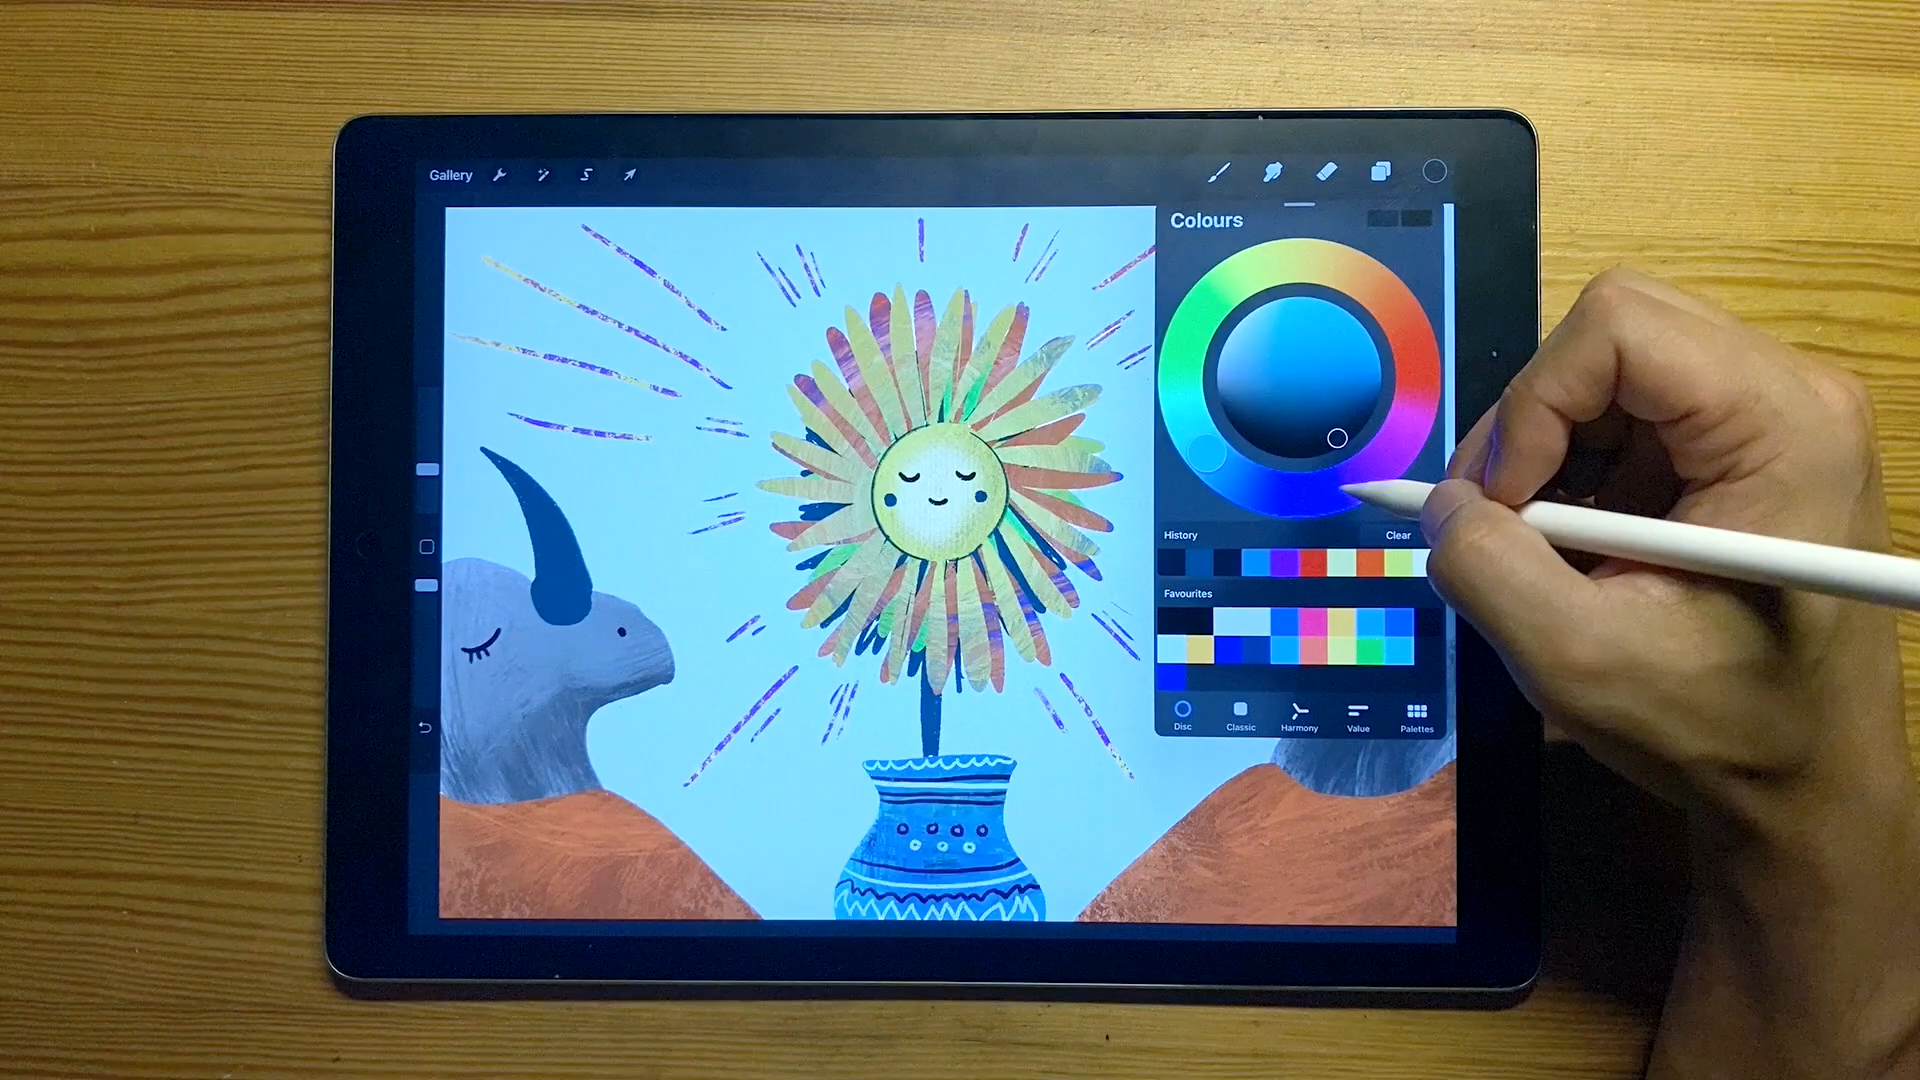 Gallery
Colours
History Clear
Favourites
Disc Classic Harmony Value Palettes